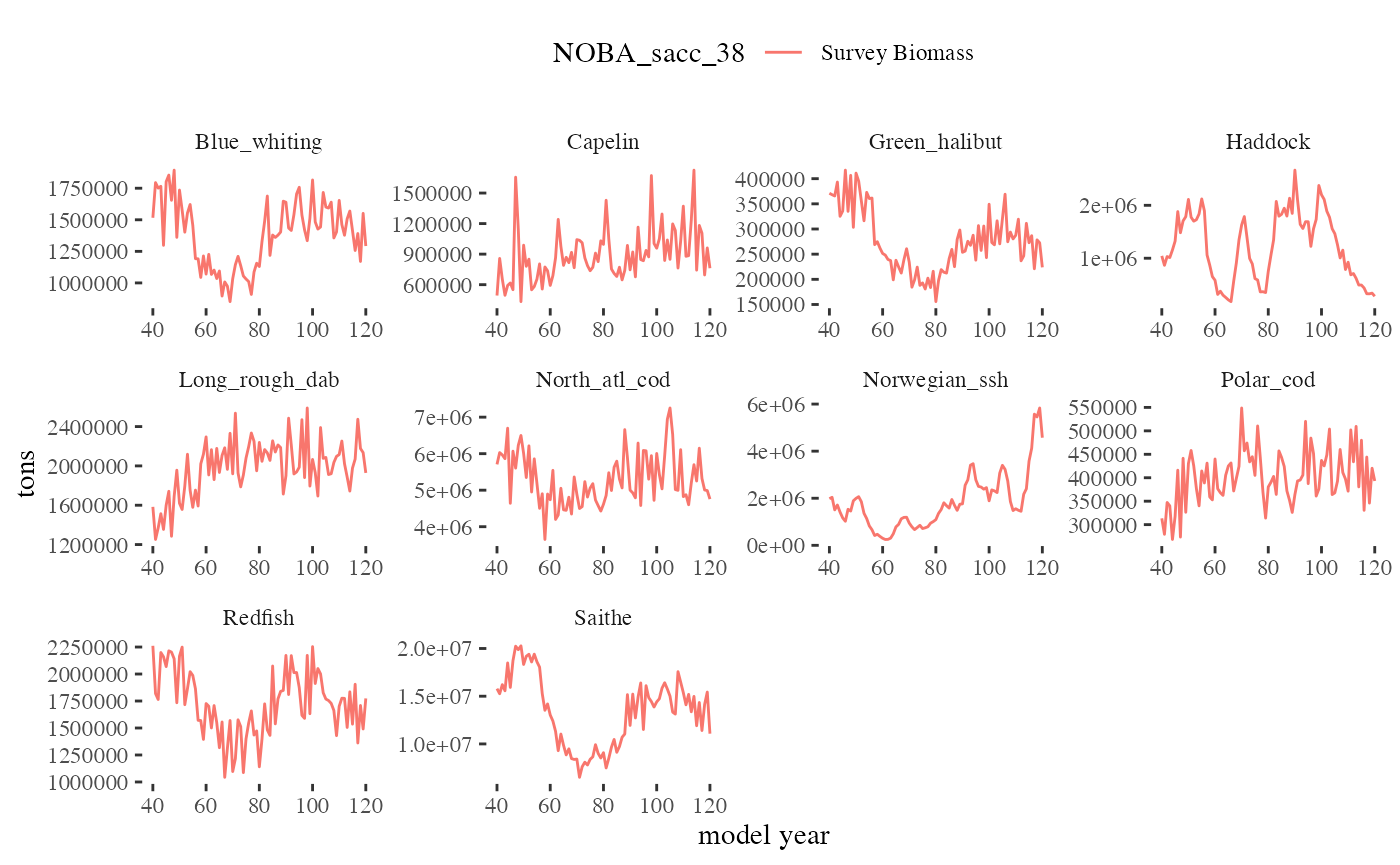 NOBA_sacc_38 Survey Biomass
Blue_whiting Capelin Green_halibut Haddock
1750000
1500000
1250000
1000000
40 60 80 100 120
1500000
1200000
900000
600000
40 60 80 100 120
400000
350000
300000
250000
200000
150000
40 60 80 100 120
2e+06
1e+06
40 60 80 100 120
Long_rough_dab North_atl_cod Norwegian_ssh Polar_cod
2400000
2000000
1600000
1200000
40 60 80 100 120
7e+06
6e+06
5e+06
4e+06
40 60 80 100 120
6e+06
4e+06
2e+06
0e+00
40 60 80 100 120
550000
500000
450000
400000
350000
300000
40 60 80 100 120
Redfish Saithe
2250000
2000000
1750000
1500000
1250000
1000000
40 60 80 100 120
2.0e+07
1.5e+07
1.0e+07
40 60 80 100 120
tons
model year